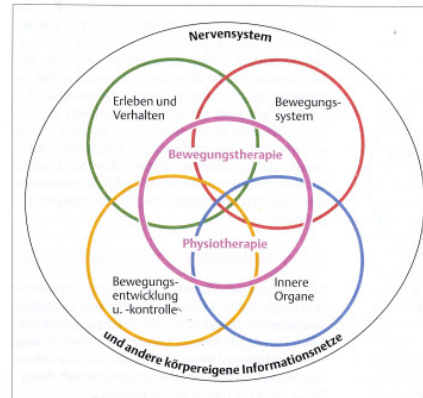 Nervensystem
Erleben und
Verhalten
Bewegungs-
system
Bewegungstherapie
Physiotherapie
Bewegungs-
entwicklung
u. -kontrolle
Innere
Organe
und andere körpereigene Informationsnetze